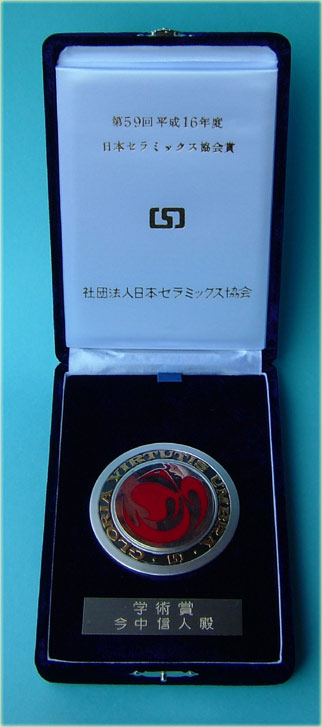 第59回平成16年度
日本セラミックス協会賞
社団法人日本セラミックス協会
GLORIA VIRTUTIS UMBRA
学術賞
今中信人殿